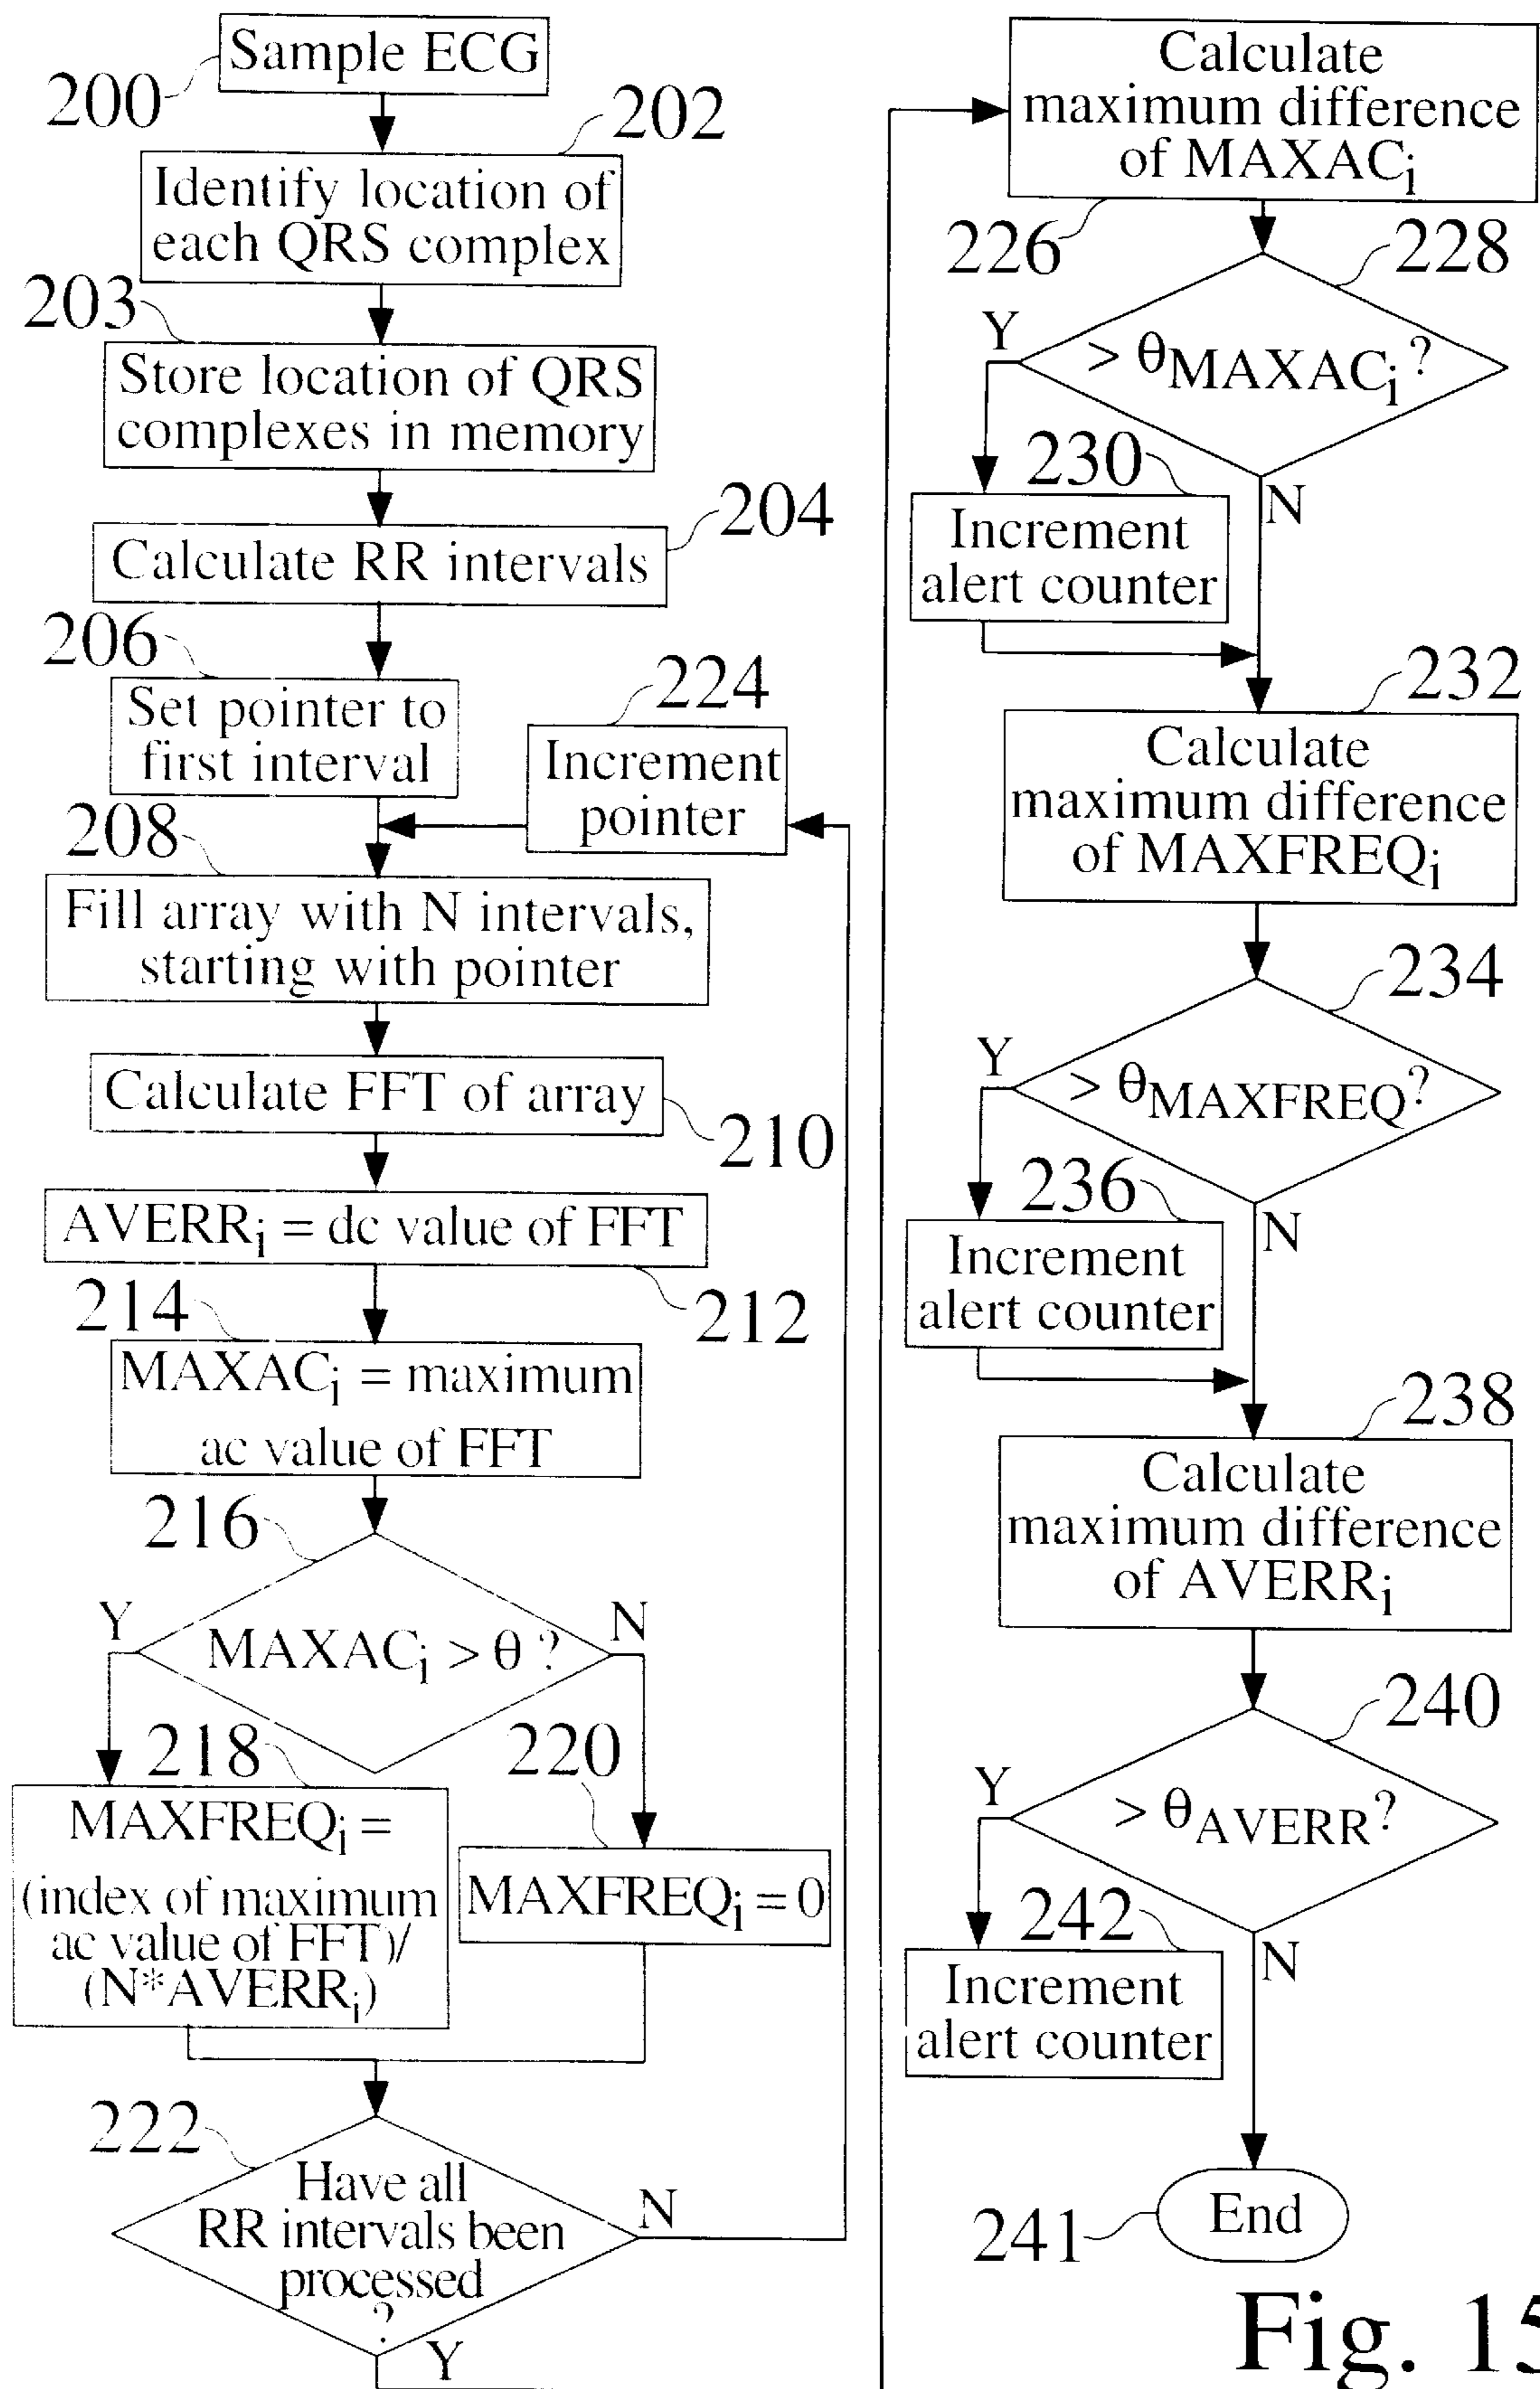 Sample ECG
200
202
Identify location of
each QRS complex
203
Store location of QRS
complexes in memory
204
Calculate RR intervals
206
Set pointer to
first interval
224
Increment
pointer
208
Fill array with N intervals,
starting with pointer
Calculate FFT of array
210
AVERRi = dc value of FFT
212
214
MAXACi = maximum
ac value of FFT
216
Y
MAXACi > θ ?
N
218
MAXFREQi =
(index of maximum
ac value of FFT)/
(N*AVERRi)
220
MAXFREQi = 0
222
Have all
RR intervals been
processed
?
N
Y
Calculate
maximum difference
of MAXACi
226
228
Y
> θMAXACi ?
N
230
Increment
alert counter
232
Calculate
maximum difference
of MAXFREQi
234
Y
> θMAXFREQ?
N
236
Increment
alert counter
238
Calculate
maximum difference
of AVERRi
240
Y
> θAVERR?
N
242
Increment
alert counter
End
241
Fig. 15